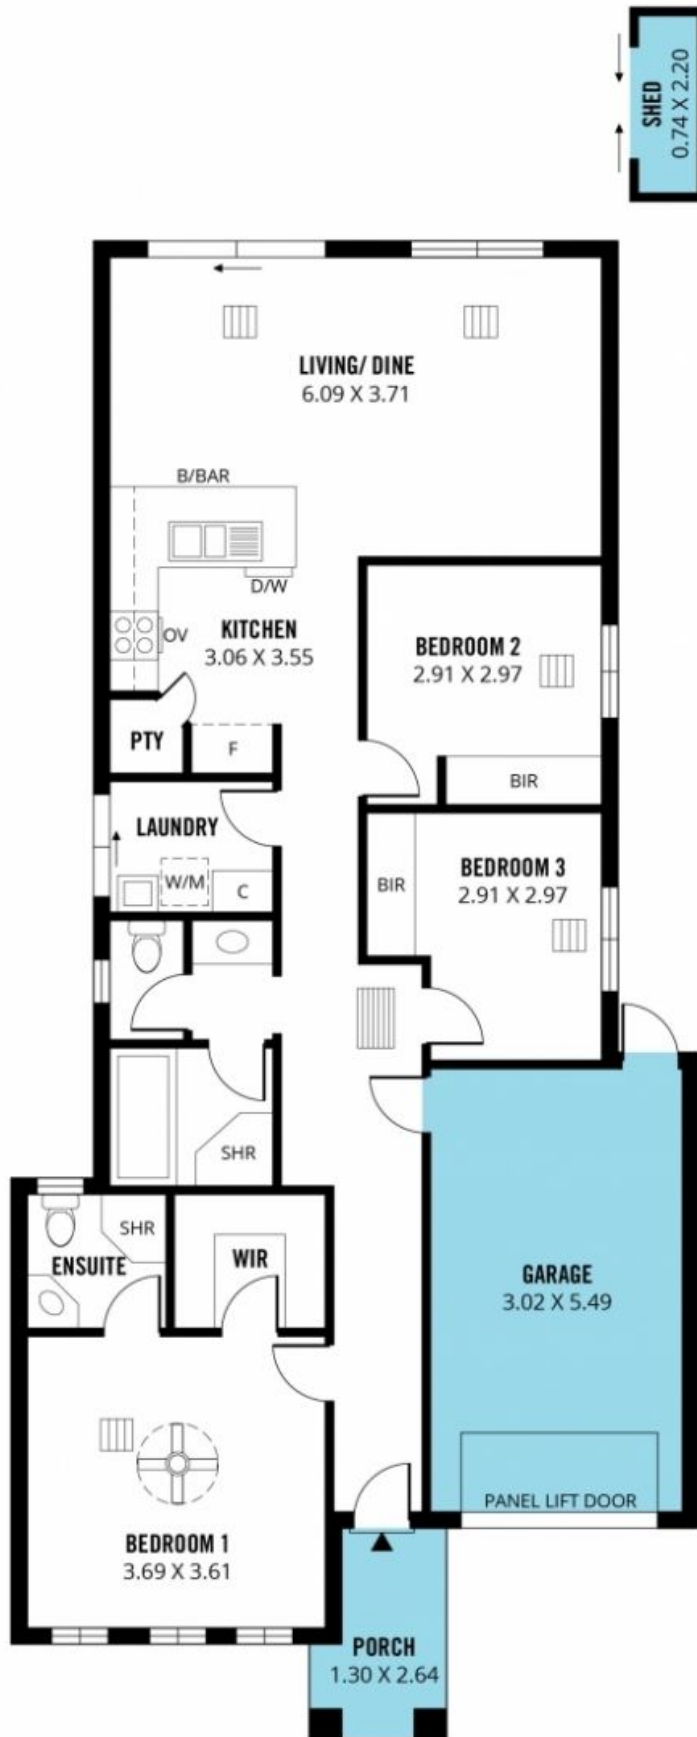 SHED
0.74 X 2.20
LIVING/ DINE
6.09 X 3.71
B/BAR
D/W
OV
KITCHEN
3.06 X 3.55
BEDROOM 2
2.91 X 2.97
PTY
F
BIR
LAUNDRY
W/M
C
BEDROOM 3
2.91 X 2.97
BIR
SHR
SHR
ENSUITE
WIR
GARAGE
3.02 X 5.49
PANEL LIFT DOOR
BEDROOM 1
3.69 X 3.61
PORCH
1.30 X 2.64